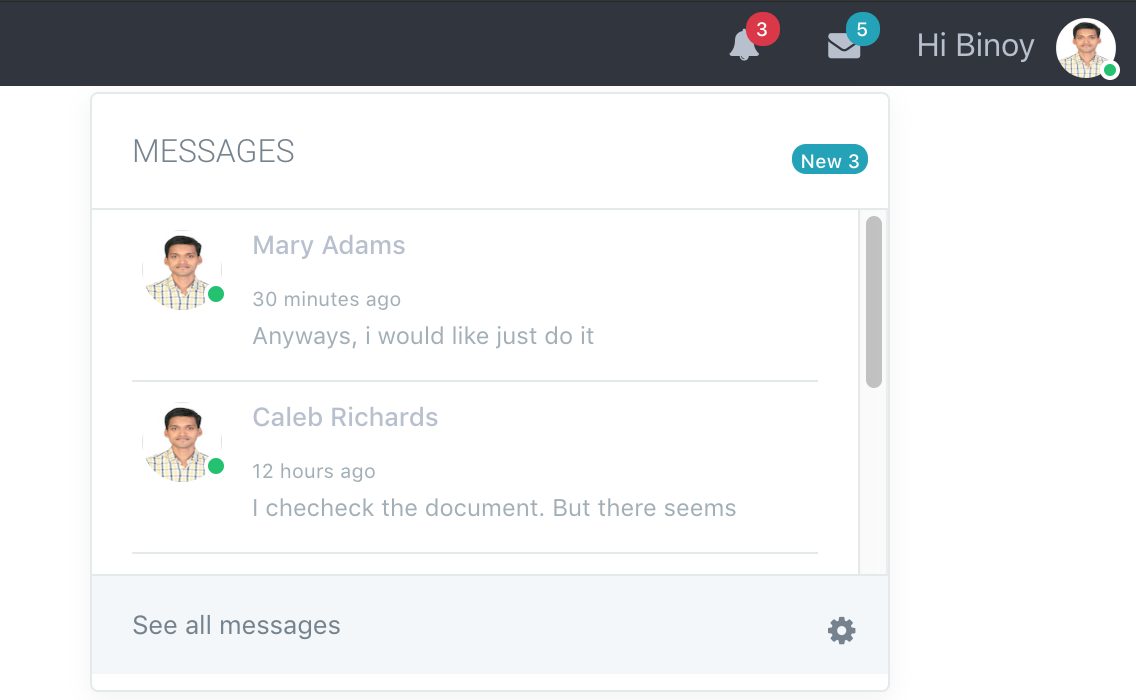 3
5
Hi Binoy
MESSAGES
New 3
Mary Adams
30 minutes ago
Anyways, i would like just do it
Caleb Richards
12 hours ago
I checheck the document. But there seems
See all messages